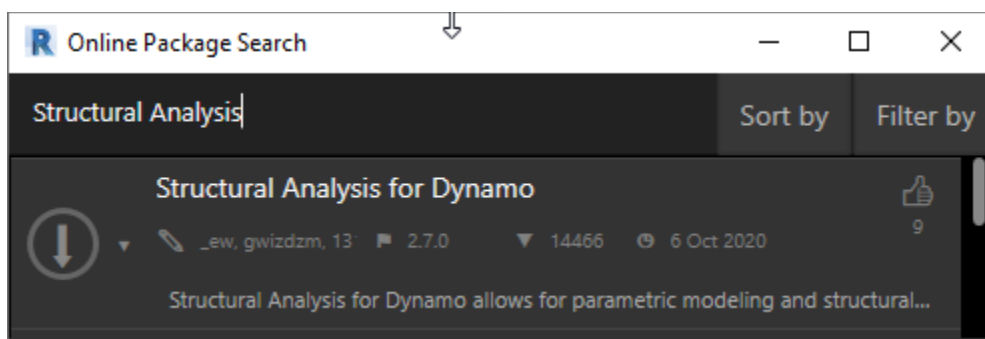 Online Package Search
Structural Analysis Sort by Filter by
Structural Analysis for Dynamo
_ew, gwizdzm, 13 2.7.0 14466 6 Oct 2020 9
Structural Analysis for Dynamo allows for parametric modeling and structural...